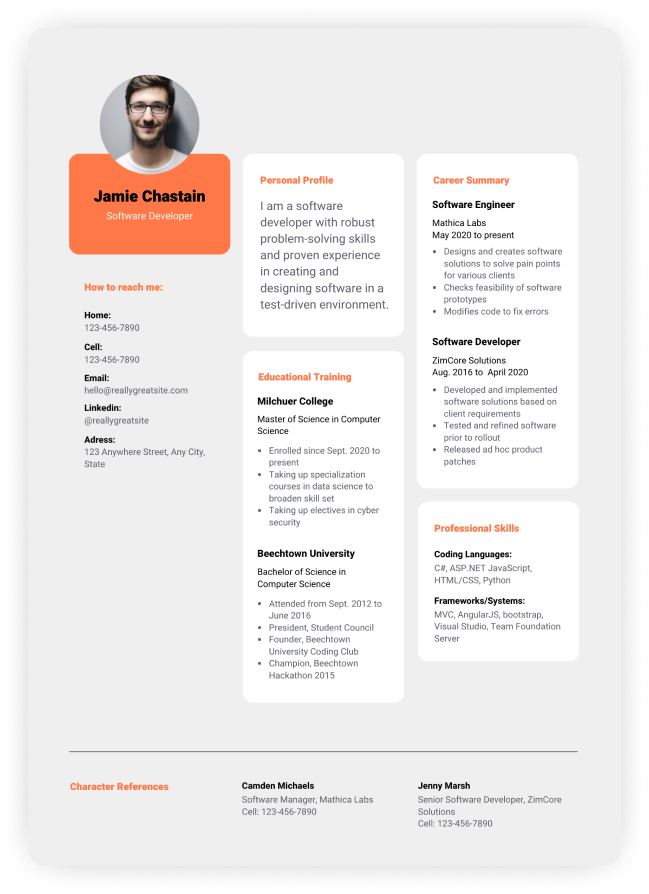 Jamie Chastain
Software Developer
How to reach me:
Home:
123-456-7890
Cell:
123-456-7890
Email:
hello@reallygreatsite.com
Linkedin:
@reallygreatsite
Adress:
123 Anywhere Street, Any City,
State
Personal Profile
I am a software
developer with robust
problem-solving skills
and proven experience
in creating and
designing software in a
test-driven environment.
Educational Training
Milchuer College
Master of Science in Computer
Science
• Enrolled since Sept. 2020 to
present
• Taking up specialization
courses in data science to
broaden skill set
• Taking up electives in cyber
security
Beechtown University
Bachelor of Science in
Computer Science
• Attended from Sept. 2012 to
June 2016
• President, Student Council
• Founder, Beechtown
University Coding Club
• Champion, Beechtown
Hackathon 2015
Career Summary
Software Engineer
Mathica Labs
May 2020 to present
• Designs and creates software
solutions to solve pain points
for various clients
• Checks feasibility of software
prototypes
• Modifies code to fix errors
Software Developer
ZimCore Solutions
Aug. 2016 to  April 2020
• Developed and implemented
software solutions based on
client requirements
• Tested and refined software
prior to rollout
• Released ad hoc product
patches
Professional Skills
Coding Languages:
C#, ASP.NET JavaScript,
HTML/CSS, Python
Frameworks/Systems:
MVC, AngularJS, bootstrap,
Visual Studio, Team Foundation
Server
Character References
Camden Michaels
Software Manager, Mathica Labs
Cell: 123-456-7890
Jenny Marsh
Senior Software Developer, ZimCore
Solutions
Cell: 123-456-7890